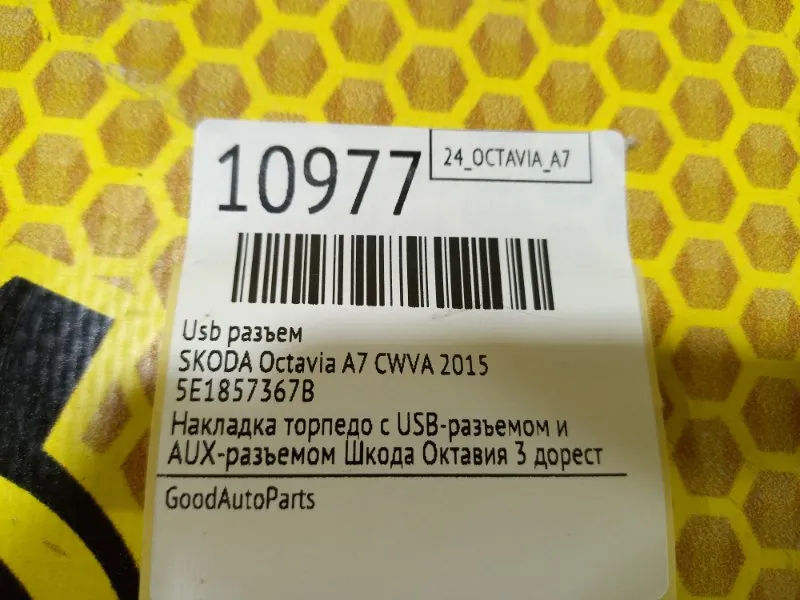 10977
24_OCTAVIA_A7
Usb разъем
SKODA Octavia A7 CWVA 2015
5E1857367B
Накладка торпедо с USB-разъемом и
AUX-разъемом Шкода Октавия 3 дорест
GoodAutoParts